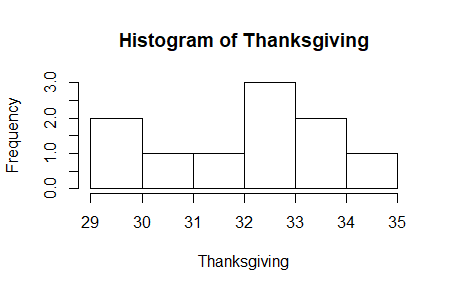 Histogram of Thanksgiving
Frequency
3.0
2.0
1.0
0.0
29 30 31 32 33 34 35
Thanksgiving